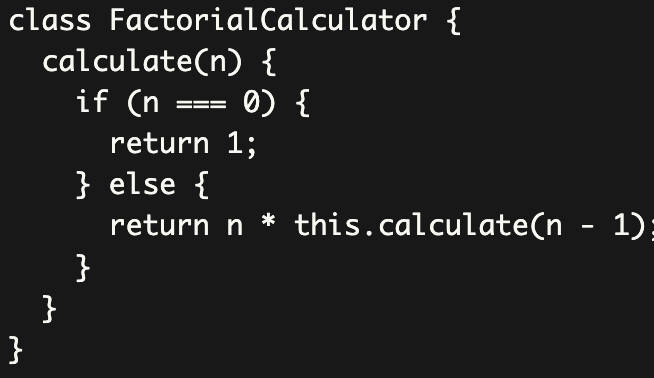 class FactorialCalculator {
  calculate(n) {
    if (n === 0) {
      return 1;
    } else {
      return n * this.calculate(n - 1);
    }
  }
}